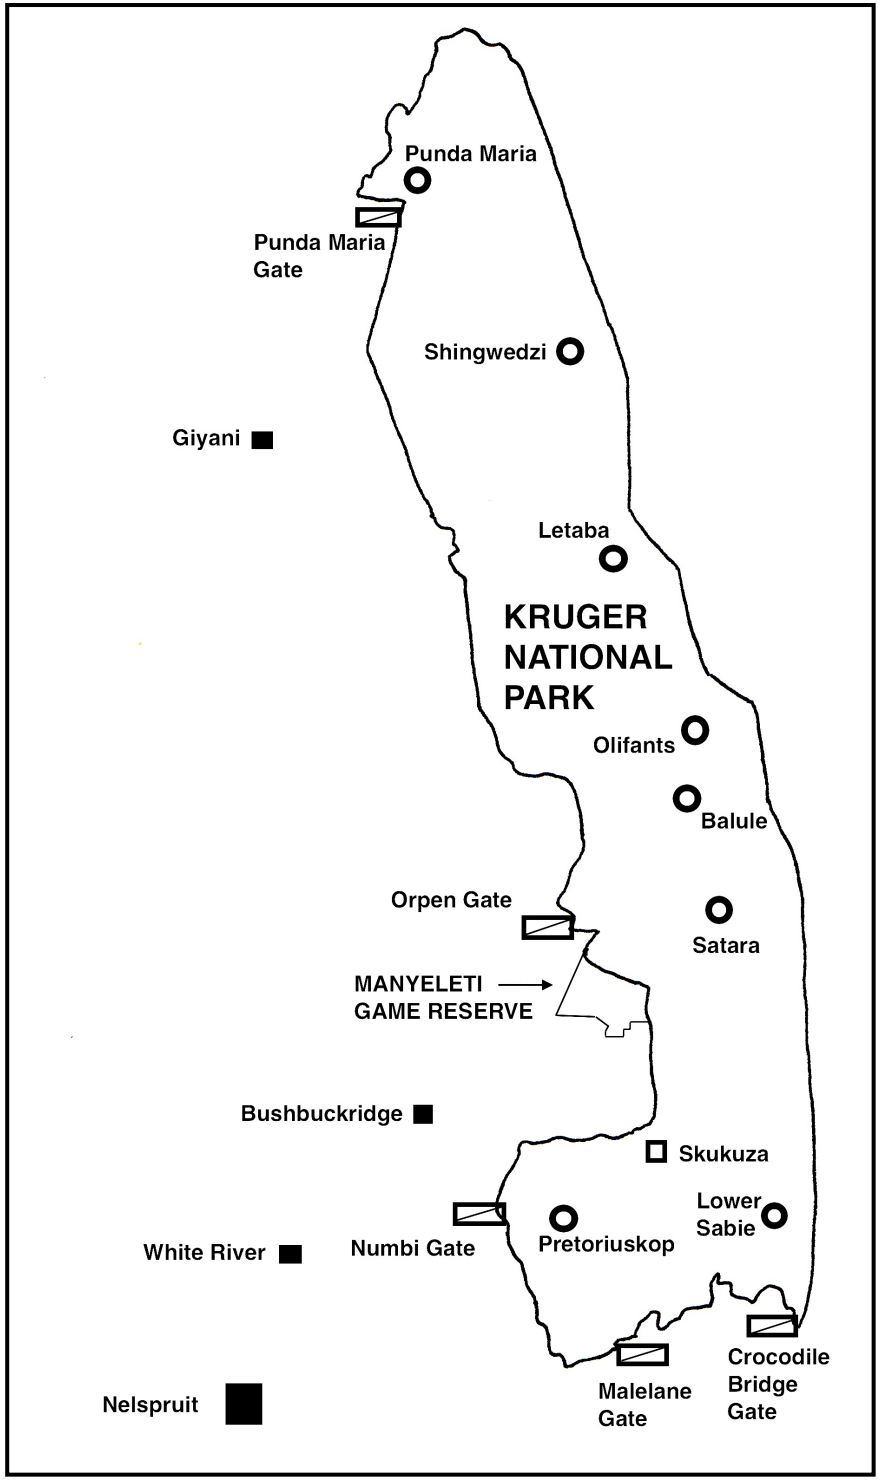 Punda Maria
Punda Maria
Gate
Shingwedzi
Giyani
Letaba
KRUGER
NATIONAL
PARK
Olifants
Balule
Orpen Gate
Satara
MANYELETI
GAME RESERVE
Bushbuckridge
Skukuza
Lower
Sabie
Numbi Gate
Pretoriuskop
White River
Crocodile
Bridge
Gate
Malelane
Gate
Nelspruit